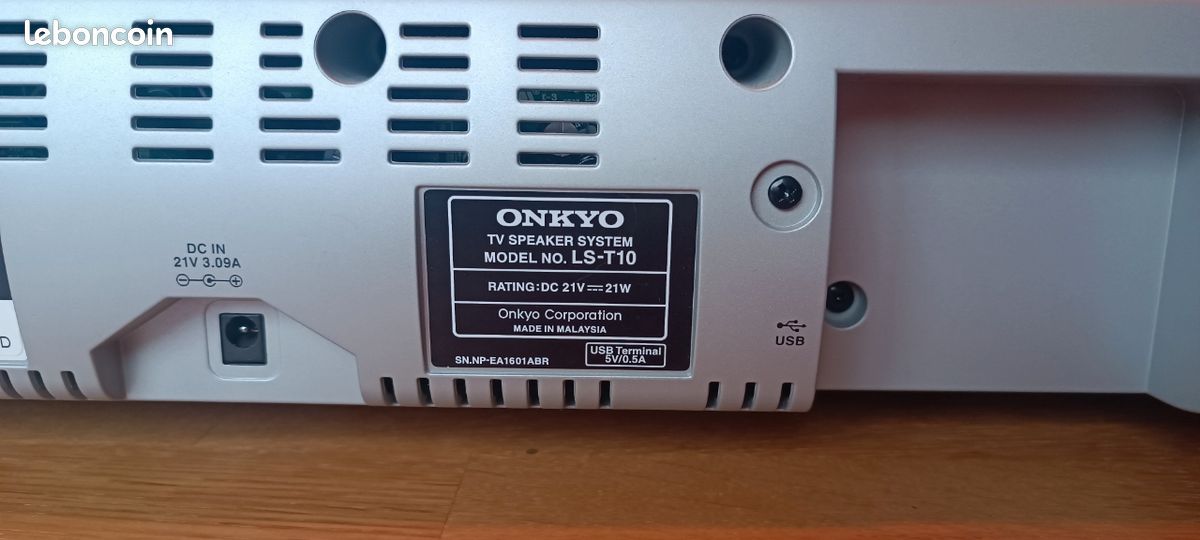 leboncoin
DC IN
21V 3.09A
ONKYO
TV SPEAKER SYSTEM
MODEL NO. LS-T10
RATING:DC 21V⎓21W
Onkyo Corporation
MADE IN MALAYSIA
SN.NP-EA1601ABR
USB Terminal
5V/0.5A
USB
D